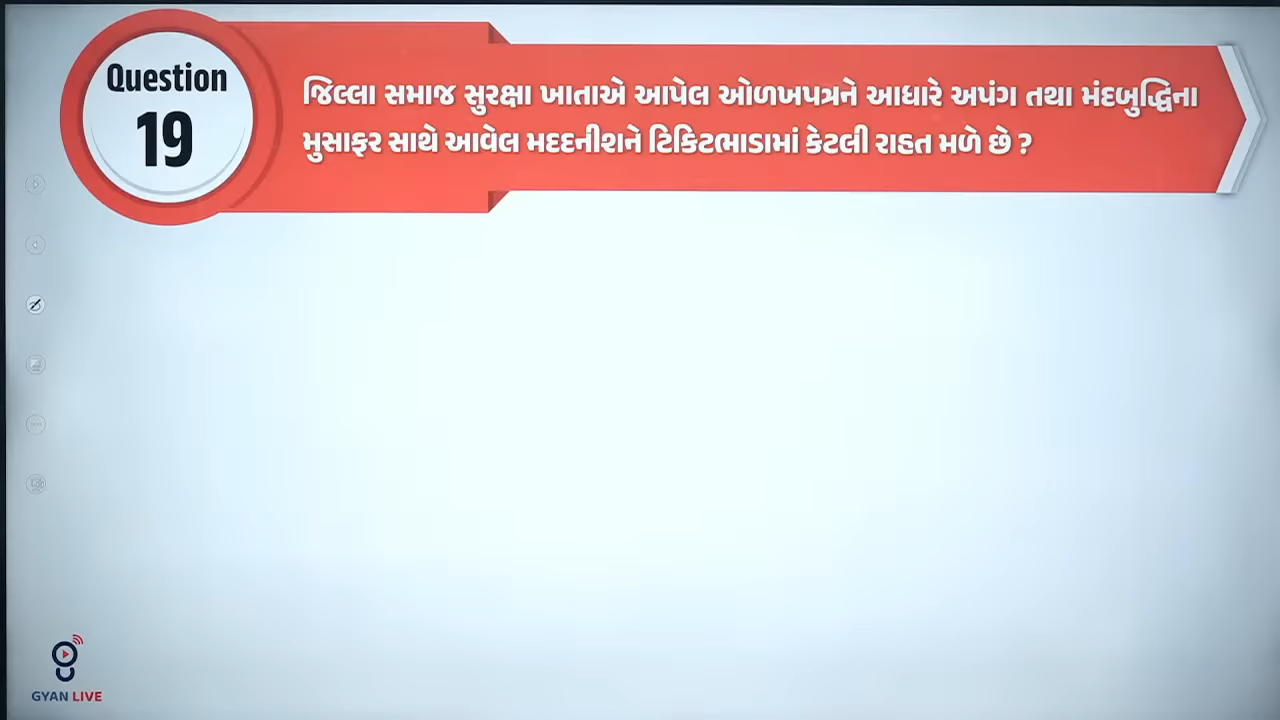 Question
19
જિલ્લા સમાજ સુરક્ષા ખાતાએ આપેલ ઓળખપત્રને આધારે અપંગ તથા મંદબુદ્ધિના
મુસાફર સાથે આવેલ મદદનીશને ટિકિટભાડામાં કેટલી રાહત મળે છે ?
GYAN LIVE